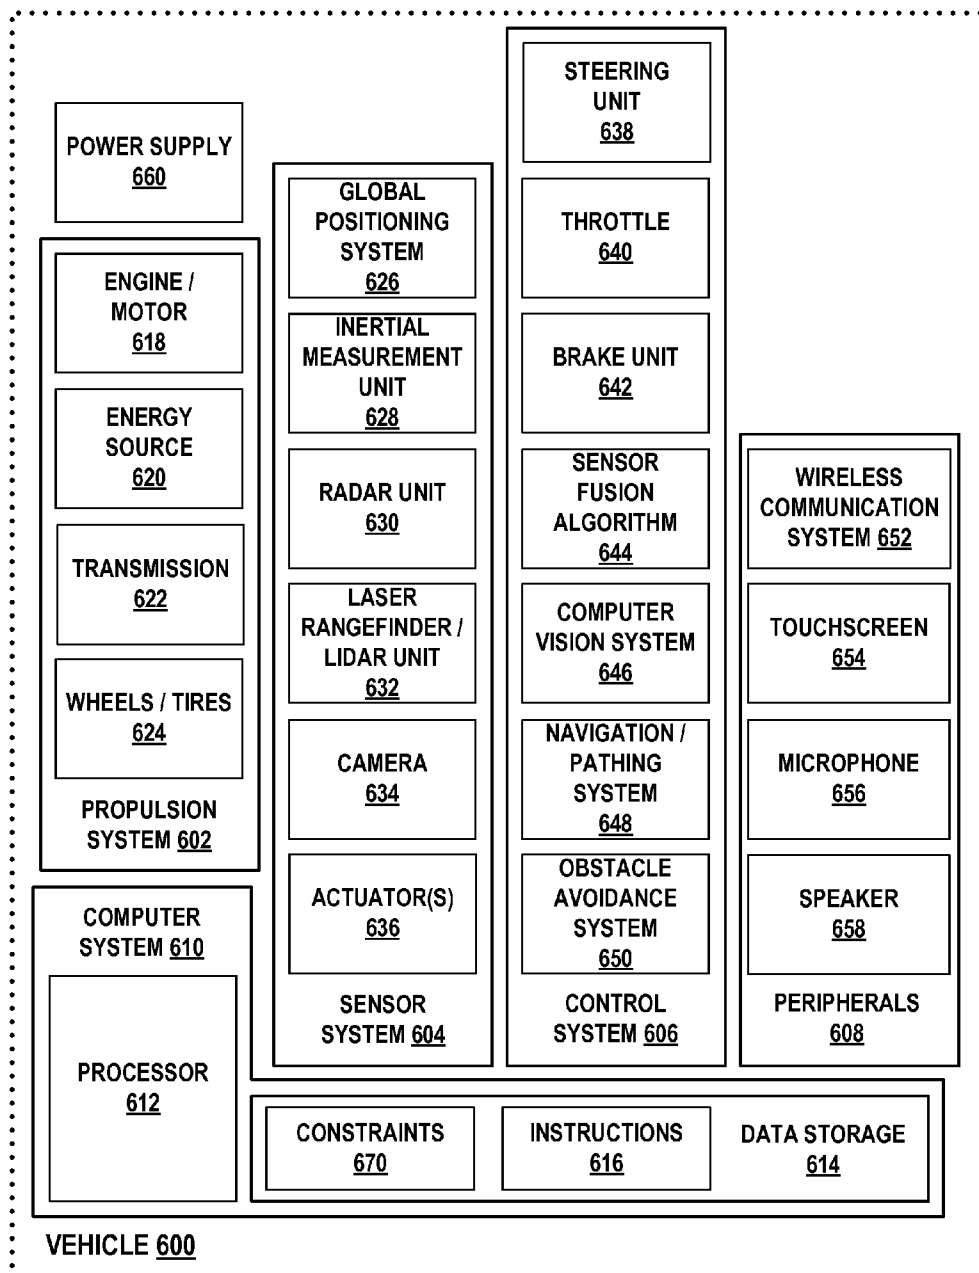 POWER SUPPLY
660
ENGINE /
MOTOR
618
ENERGY
SOURCE
620
TRANSMISSION
622
WHEELS / TIRES
624
PROPULSION
SYSTEM 602
GLOBAL
POSITIONING
SYSTEM
626
INERTIAL
MEASUREMENT
UNIT
628
RADAR UNIT
630
LASER
RANGEFINDER /
LIDAR UNIT
632
CAMERA
634
ACTUATOR(S)
636
SENSOR
SYSTEM 604
STEERING
UNIT
638
THROTTLE
640
BRAKE UNIT
642
SENSOR
FUSION
ALGORITHM
644
COMPUTER
VISION SYSTEM
646
NAVIGATION /
PATHING
SYSTEM
648
OBSTACLE
AVOIDANCE
SYSTEM
650
CONTROL
SYSTEM 606
WIRELESS
COMMUNICATION
SYSTEM 652
TOUCHSCREEN
654
MICROPHONE
656
SPEAKER
658
PERIPHERALS
608
COMPUTER
SYSTEM 610
PROCESSOR
612
CONSTRAINTS
670
INSTRUCTIONS
616
DATA STORAGE
614
VEHICLE 600